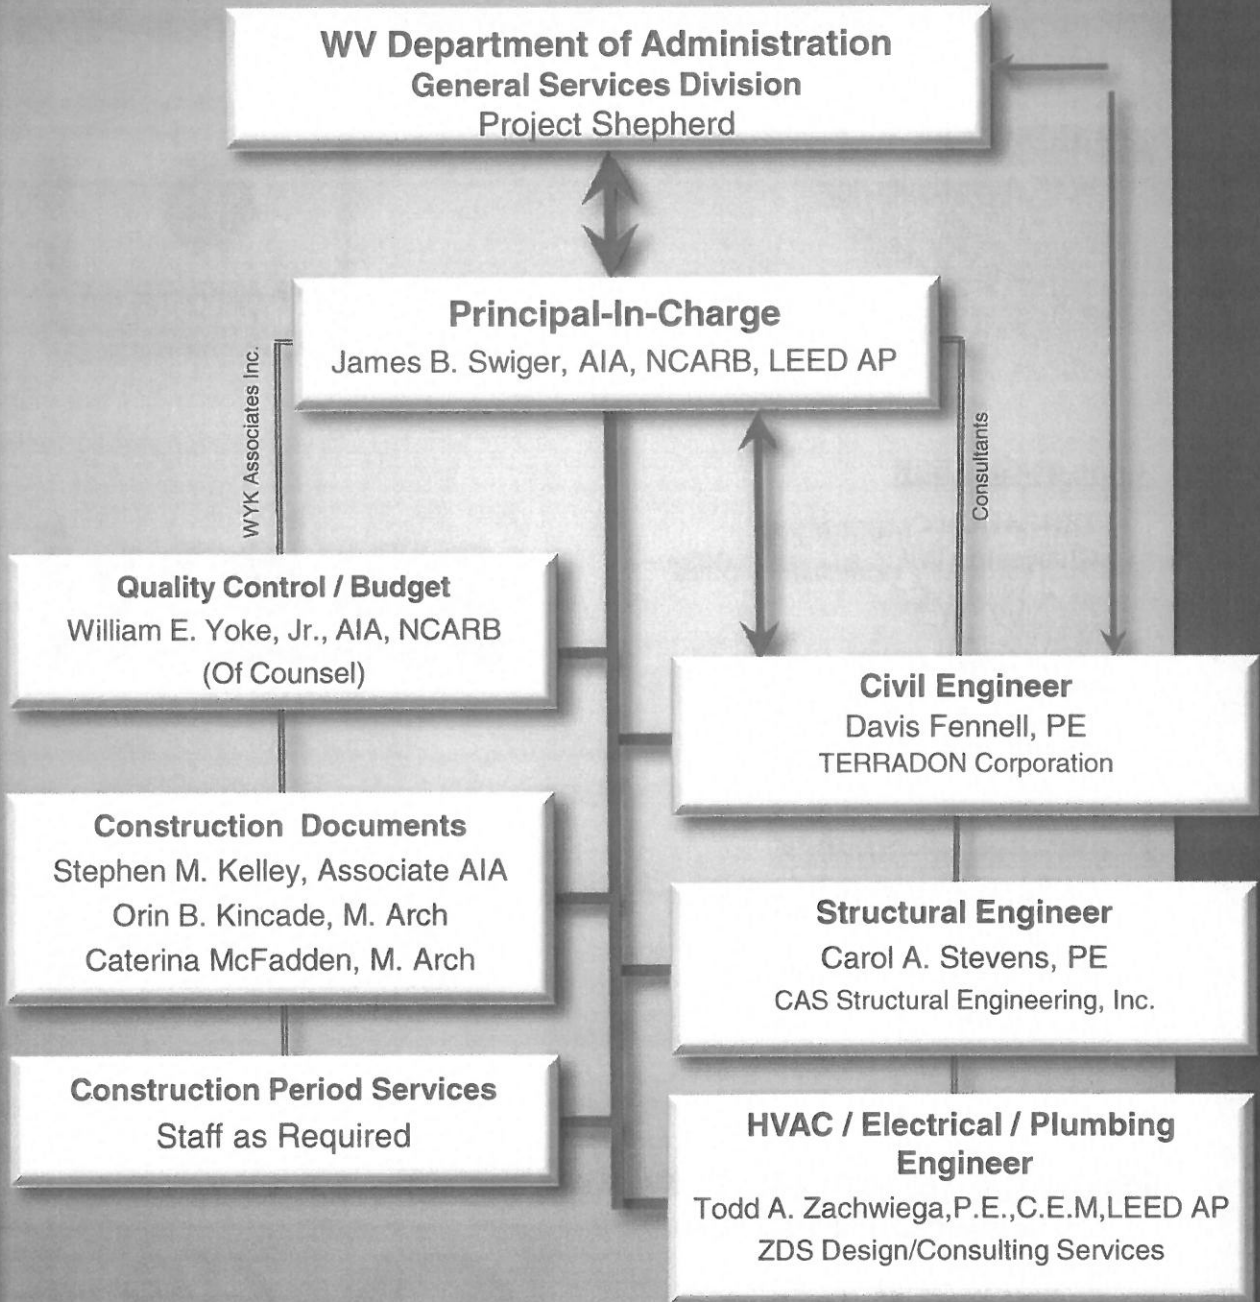 WV Department of Administration
General Services Division
Project Shepherd
Principal-In-Charge
James B. Swiger, AIA, NCARB, LEED AP
WYK Associates Inc.
Consultants
Quality Control / Budget
William E. Yoke, Jr., AIA, NCARB
(Of Counsel)
Civil Engineer
Davis Fennell, PE
TERRADON Corporation
Construction Documents
Stephen M. Kelley, Associate AIA
Orin B. Kincade, M. Arch
Caterina McFadden, M. Arch
Structural Engineer
Carol A. Stevens, PE
CAS Structural Engineering, Inc.
Construction Period Services
Staff as Required
HVAC / Electrical / Plumbing
Engineer
Todd A. Zachwiega,P.E.,C.E.M,LEED AP
ZDS Design/Consulting Services